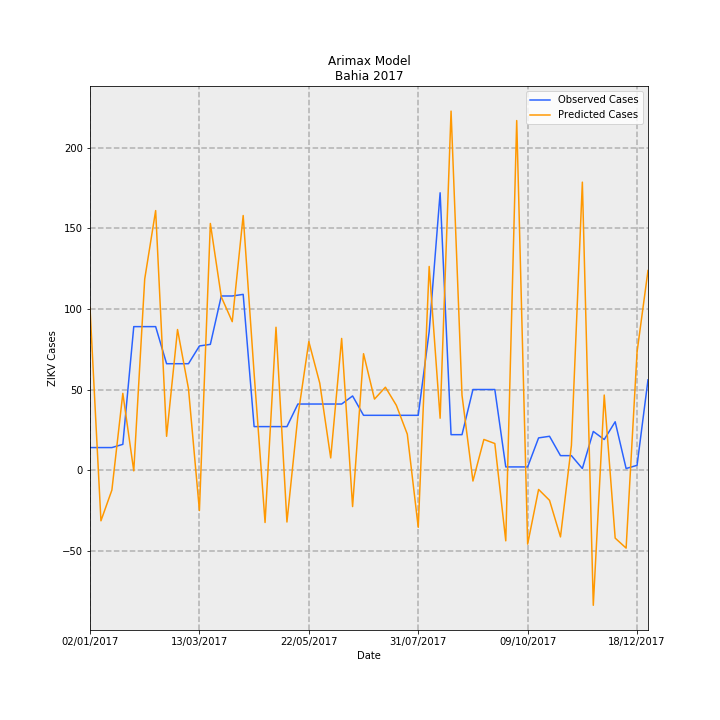 Arimax Model
Bahia 2017
Observed Cases
Predicted Cases
200
150
100
50
0
−50
ZIKV Cases
02/01/2017
13/03/2017
22/05/2017
31/07/2017
09/10/2017
18/12/2017
Date